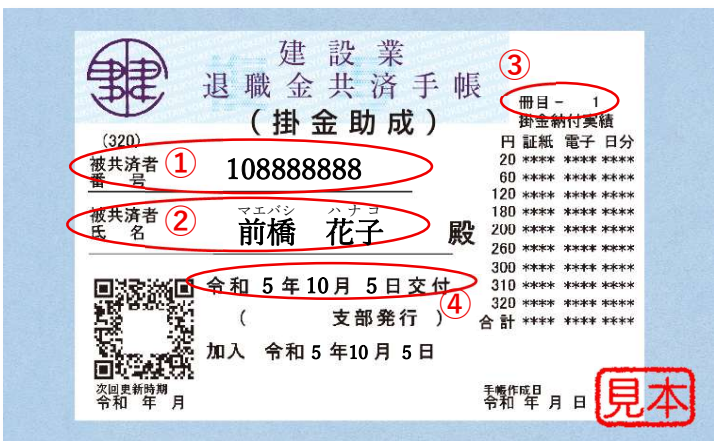 建設業
退職金共済手帳
(掛金助成)
(320)
① 被共済者番号 108888888
マエバシ ハナコ
② 被共済者氏名 前橋 花子 殿
令和 5年10月 5日交付
④
( 支部発行 )
加入 令和 5年10月 5日
次回更新時期
令和 年 月
③
冊目- 1
掛金納付実績
円 証紙 電子 日分
20 **** **** ****
60 **** **** ****
120 **** **** ****
180 **** **** ****
200 **** **** ****
260 **** **** ****
300 **** **** ****
310 **** **** ****
320 **** **** ****
合計 **** **** ****
手帳作成日
令和 年 月 日
見本